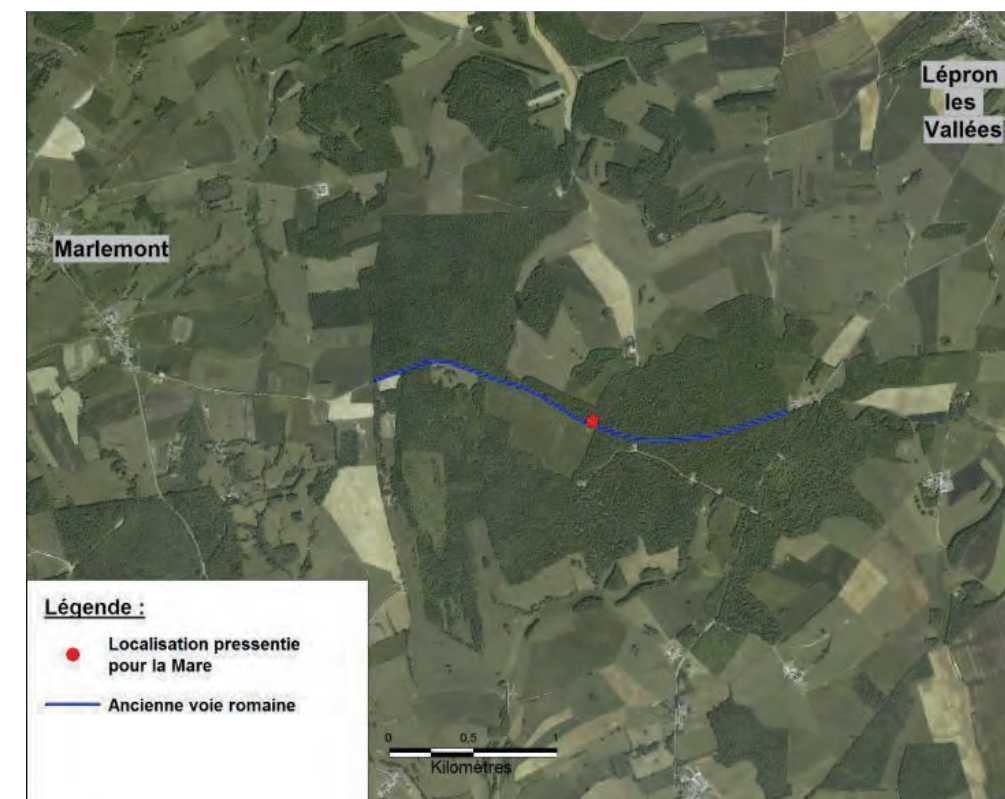 Lépron
les
Vallées
Marlemont
Légende :
Localisation pressentie
pour la Mare
Ancienne voie romaine
0 0,5 1
Kilomètres